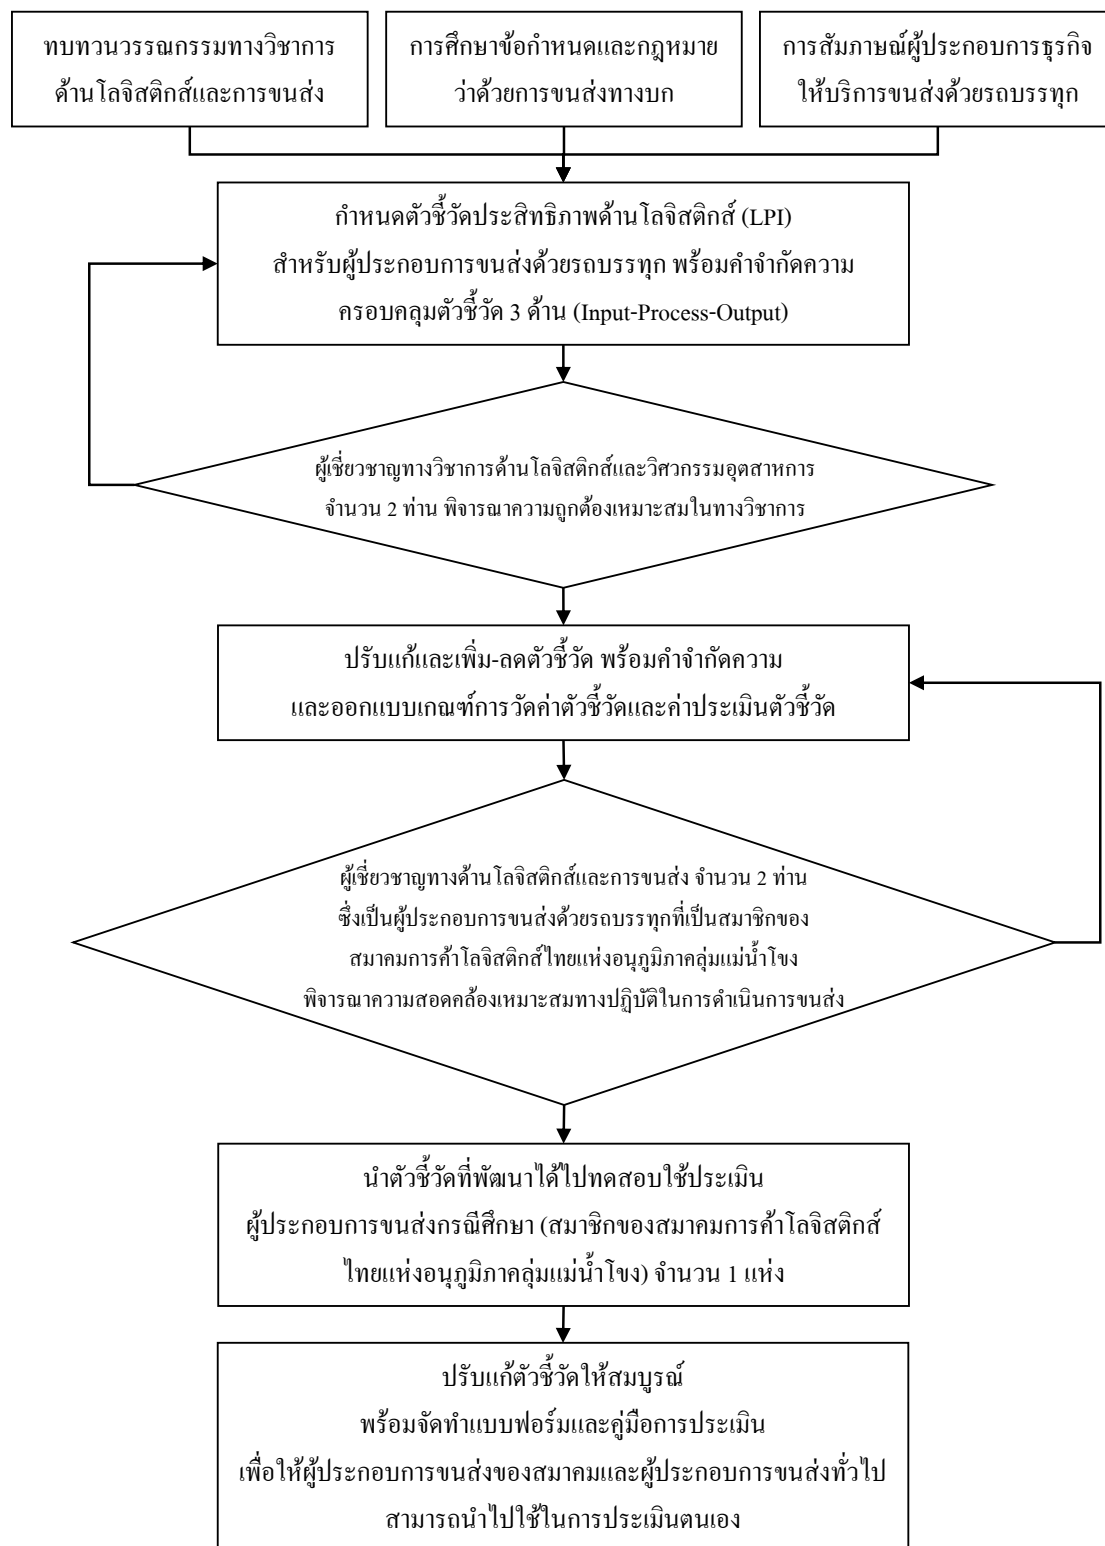 ทบทวนวรรณกรรมทางวิชาการ
ด้านโลจิสติกส์และการขนส่ง
การศึกษาข้อกำหนดและกฎหมาย
ว่าด้วยการขนส่งทางบก
การสัมภาษณ์ผู้ประกอบการธุรกิจ
ให้บริการขนส่งด้วยรถบรรทุก
กำหนดตัวชี้วัดประสิทธิภาพด้านโลจิสติกส์ (LPI)
สำหรับผู้ประกอบการขนส่งด้วยรถบรรทุก พร้อมคำจำกัดความ
ครอบคลุมตัวชี้วัด 3 ด้าน (Input-Process-Output)
ผู้เชี่ยวชาญทางวิชาการด้านโลจิสติกส์และวิศวกรรมอุตสาหการ
จำนวน 2 ท่าน พิจารณาความถูกต้องเหมาะสมในทางวิชาการ
ปรับแก้และเพิ่ม-ลดตัวชี้วัด พร้อมคำจำกัดความ
และออกแบบเกณฑ์การวัดค่าตัวชี้วัดและค่าประเมินตัวชี้วัด
ผู้เชี่ยวชาญทางด้านโลจิสติกส์และการขนส่ง จำนวน 2 ท่าน
ซึ่งเป็นผู้ประกอบการขนส่งด้วยรถบรรทุกที่เป็นสมาชิกของ
สมาคมการค้าโลจิสติกส์ไทยแห่งอนุภูมิภาคลุ่มแม่น้ำโขง
พิจารณาความสอดคล้องเหมาะสมทางปฏิบัติในการดำเนินการขนส่ง
นำตัวชี้วัดที่พัฒนาได้ไปทดสอบใช้ประเมิน
ผู้ประกอบการขนส่งกรณีศึกษา (สมาชิกของสมาคมการค้าโลจิสติกส์
ไทยแห่งอนุภูมิภาคลุ่มแม่น้ำโขง) จำนวน 1 แห่ง
ปรับแก้ตัวชี้วัดให้สมบูรณ์
พร้อมจัดทำแบบฟอร์มและคู่มือการประเมิน
เพื่อให้ผู้ประกอบการขนส่งของสมาคมและผู้ประกอบการขนส่งทั่วไป
สามารถนำไปใช้ในการประเมินตนเอง